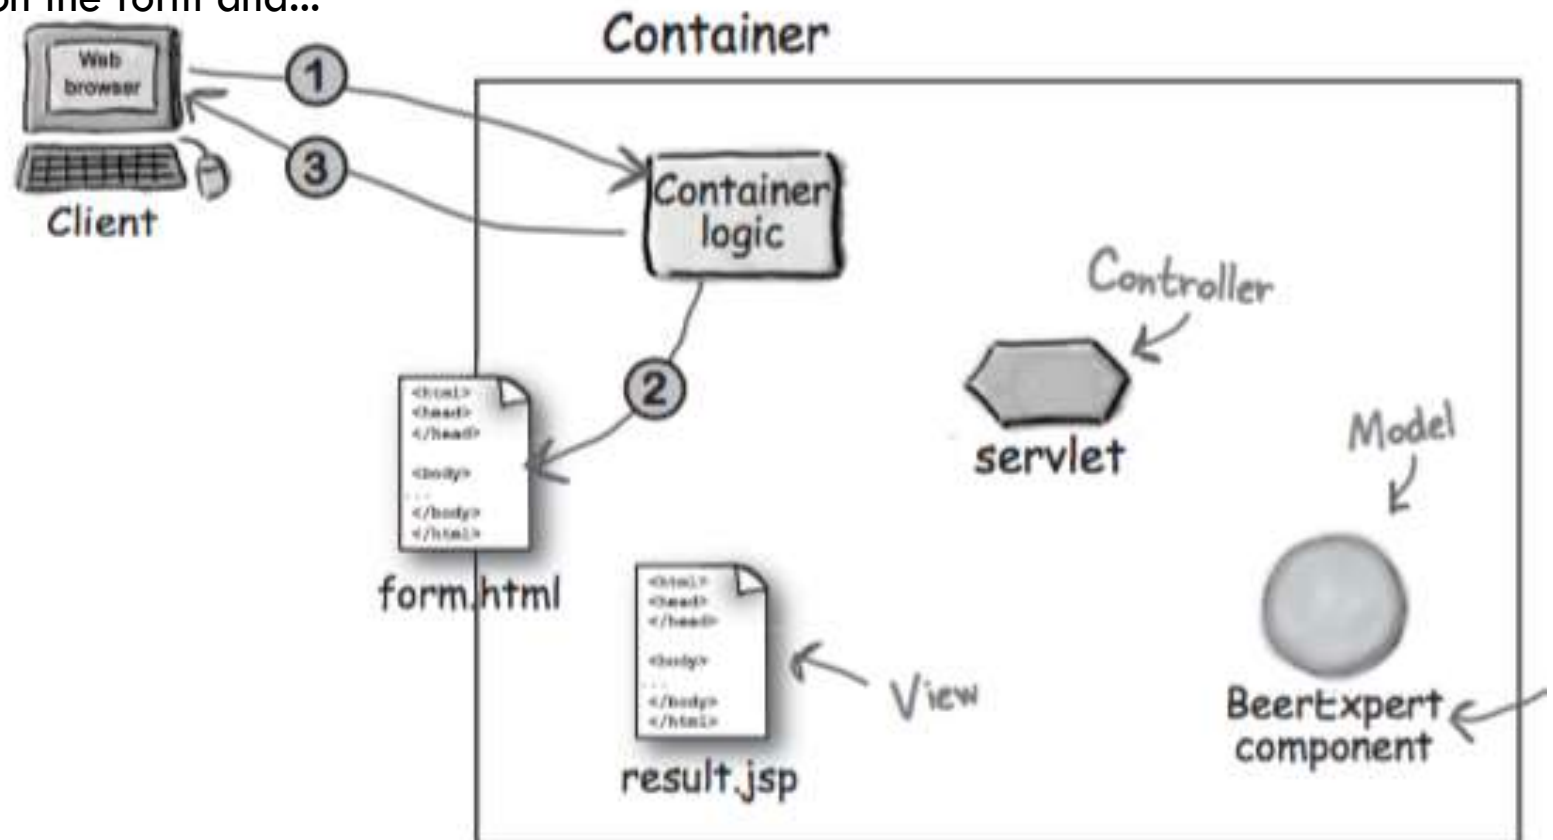 on the form and...
Container
Web
browser
1
3
Client
Container
logic
Controller
2
<html>
<head>
</head>
<body>
...
</body>
</html>
servlet
Model
form.html
<html>
<head>
</head>
<body>
...
</body>
</html>
View
result.jsp
BeerExpert
component